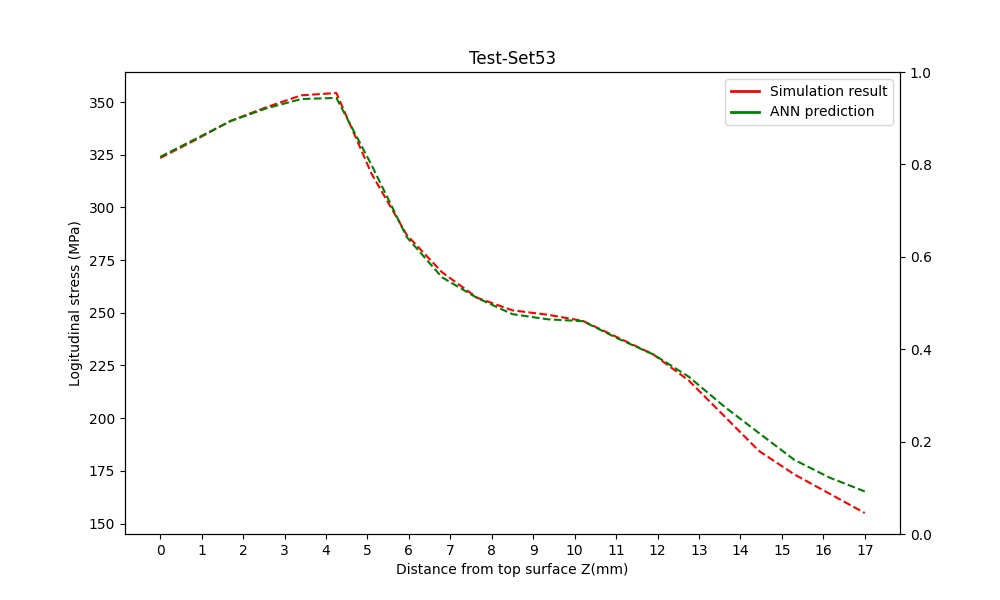 Test-Set53
Simulation result
ANN prediction
350
325
300
275
250
225
200
175
150
Logitudinal stress (MPa)
1.0
0.8
0.6
0.4
0.2
0.0
0 1 2 3 4 5 6 7 8 9 10 11 12 13 14 15 16 17
Distance from top surface Z(mm)